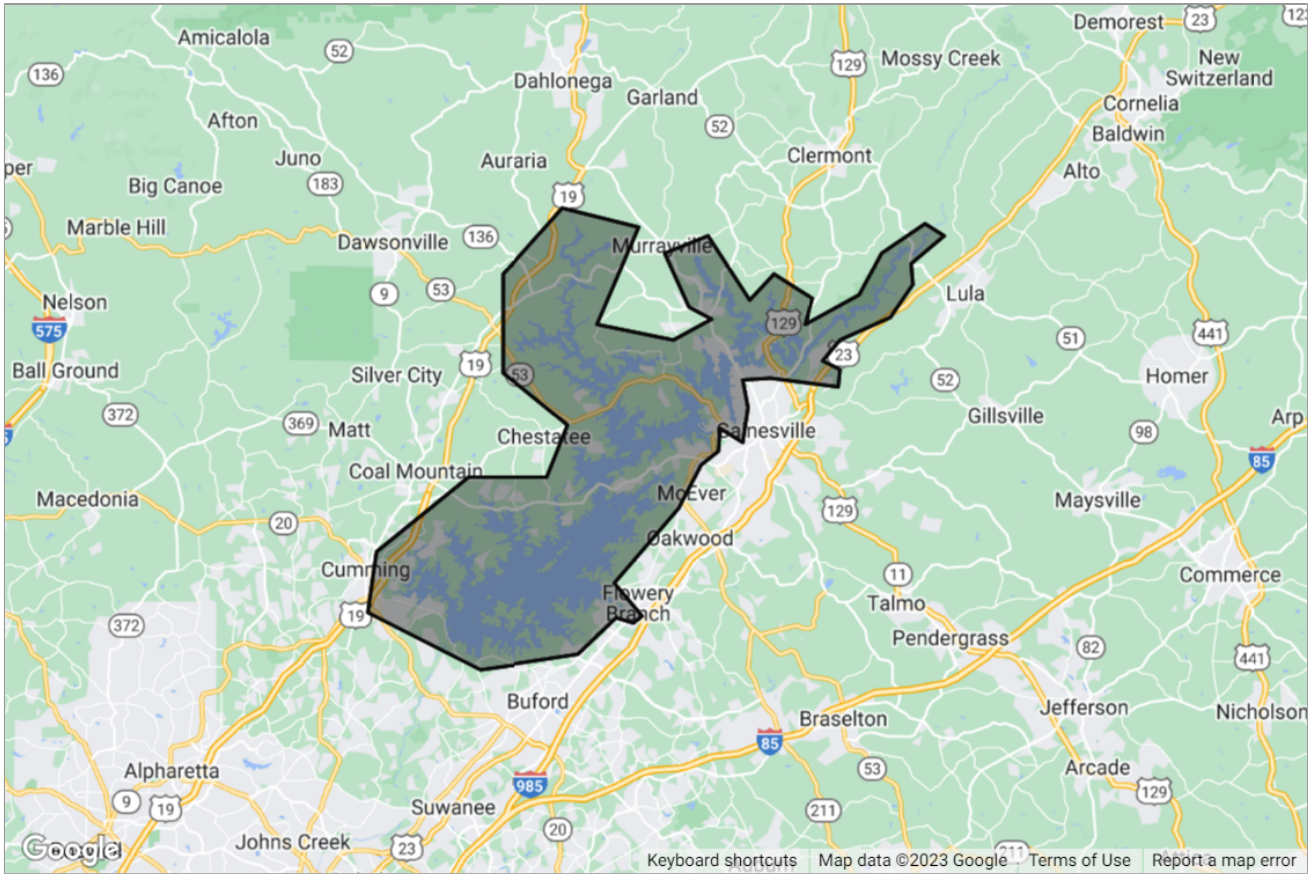 Demorest
23
Amicalola
52
New
Switzerland
129
Mossy Creek
136
Dahlonega
Garland
Cornelia
Afton
52
Baldwin
Juno
Auraria
Clermont
Alto
per
183
Big Canoe
19
Marble Hill
Dawsonville
136
Murrayville
9
53
Lula
Nelson
575
129
441
51
19
23
Ball Ground
Silver City
53
52
Homer
372
369
Matt
Chestatee
Gainesville
Gillsville
98
Arp
Coal Mountain
85
Macedonia
McEver
Maysville
20
129
Oakwood
Cumming
11
Commerce
Flowery
Branch
Talmo
19
372
Pendergrass
82
441
Buford
Jefferson
Nicholson
Braselton
85
Alpharetta
985
53
Arcade
9
19
Suwanee
211
129
20
Johns Creek
23
Google
211
Keyboard shortcuts
Map data ©2023 Google
Terms of Use
Report a map error